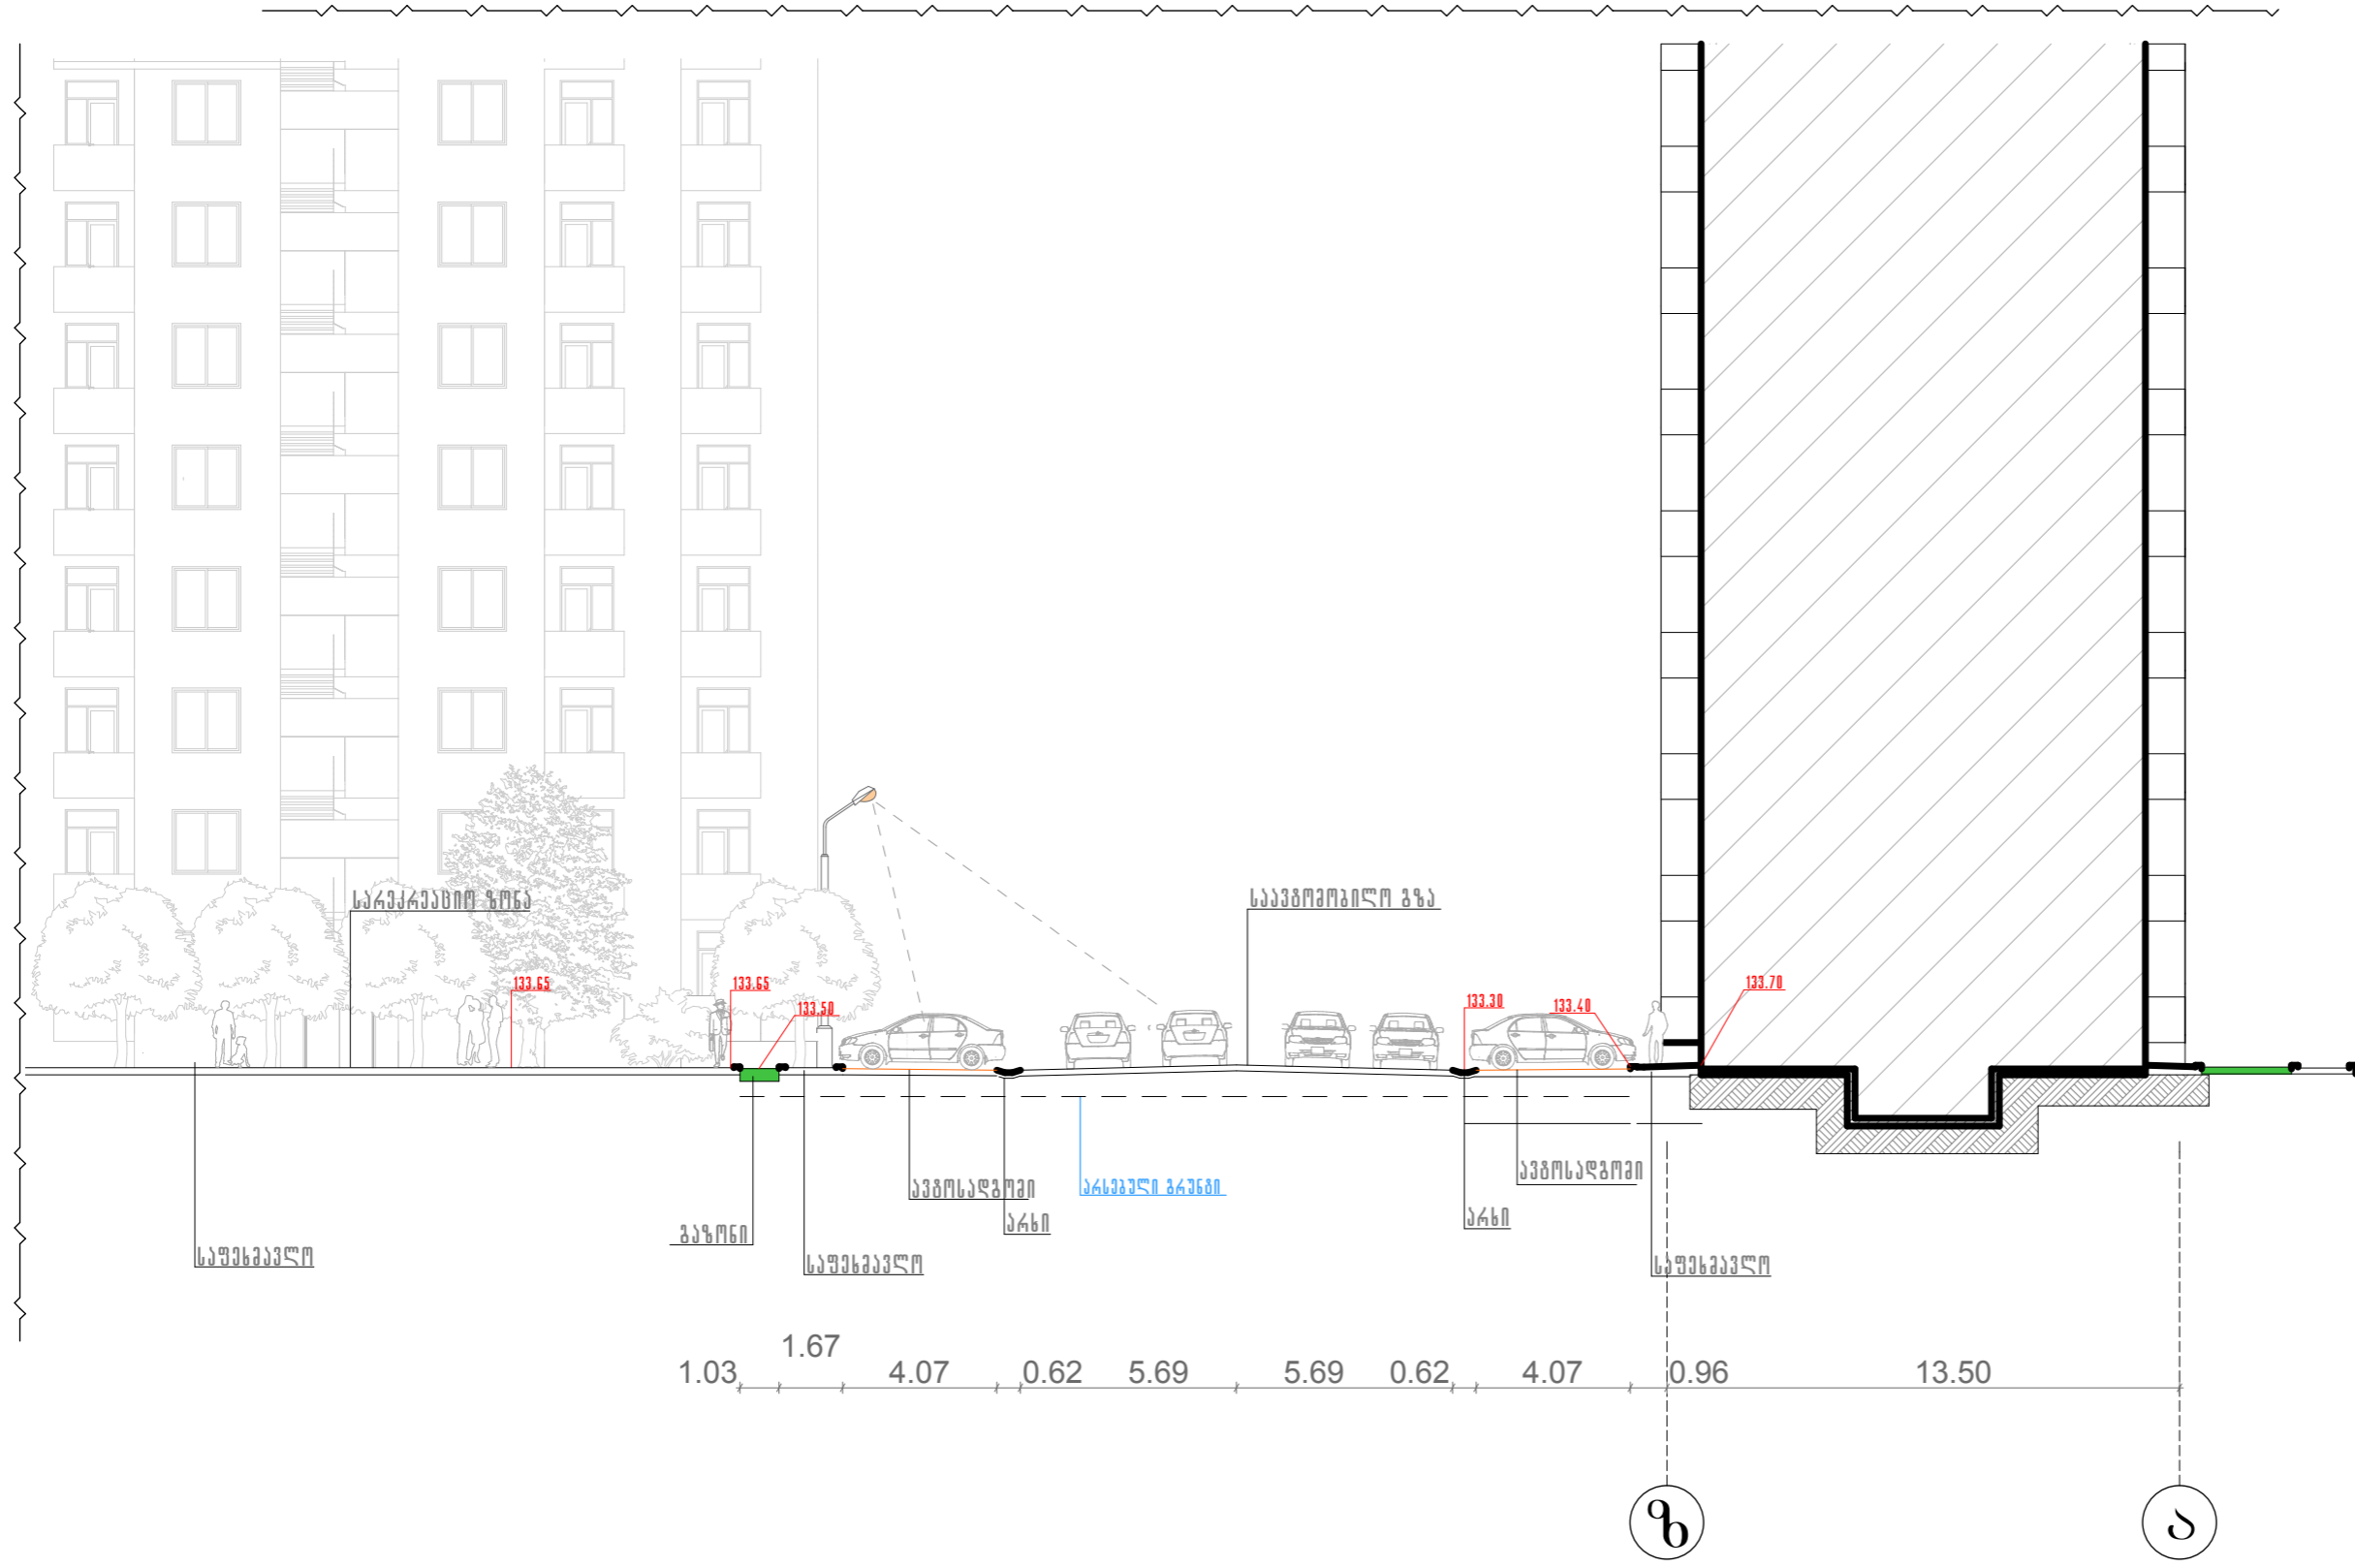 სარეკრეაციო ზონა
საავტომობილო გზა
133.65
133.65
133.50
133.30
133.40
133.70
ავტოსადგომი
არსებული გრუნტი
ავტოსადგომი
არხი
არხი
გაზონი
საფეხმავლო
საფეხმავლო
საფეხმავლო
1.03 1.67 4.07 0.62 5.69 5.69 0.62 4.07 0.96 13.50
ზ
ა